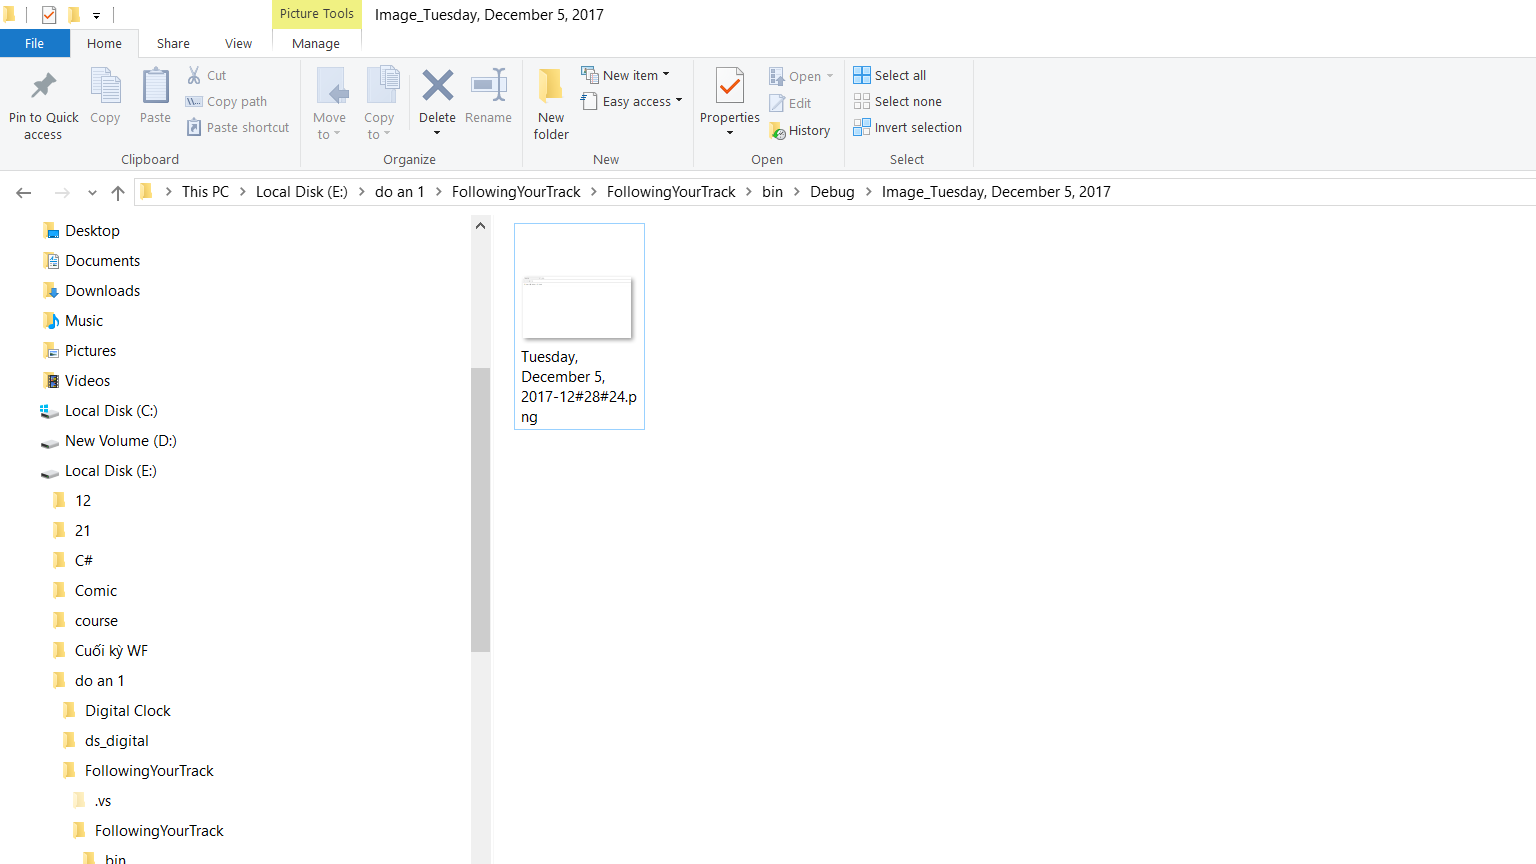 Picture Tools
Image_Tuesday, December 5, 2017
File
Home
Share
View
Manage
Pin to Quick
access
Copy
Paste
Cut
Copy path
Paste shortcut
Clipboard
Move
to
Copy
to
Delete
Rename
Organize
New
folder
New item
Easy access
New
Properties
Open
Edit
History
Open
Select all
Select none
Invert selection
Select
This PC
Local Disk (E:)
do an 1
FollowingYourTrack
FollowingYourTrack
bin
Debug
Image_Tuesday, December 5, 2017
Desktop
Documents
Downloads
Music
Pictures
Videos
Local Disk (C:)
New Volume (D:)
Local Disk (E:)
12
21
C#
Comic
course
Cuối kỳ WF
do an 1
Digital Clock
ds_digital
FollowingYourTrack
.vs
FollowingYourTrack
bin
Tuesday,
December 5,
2017-12#28#24.p
ng